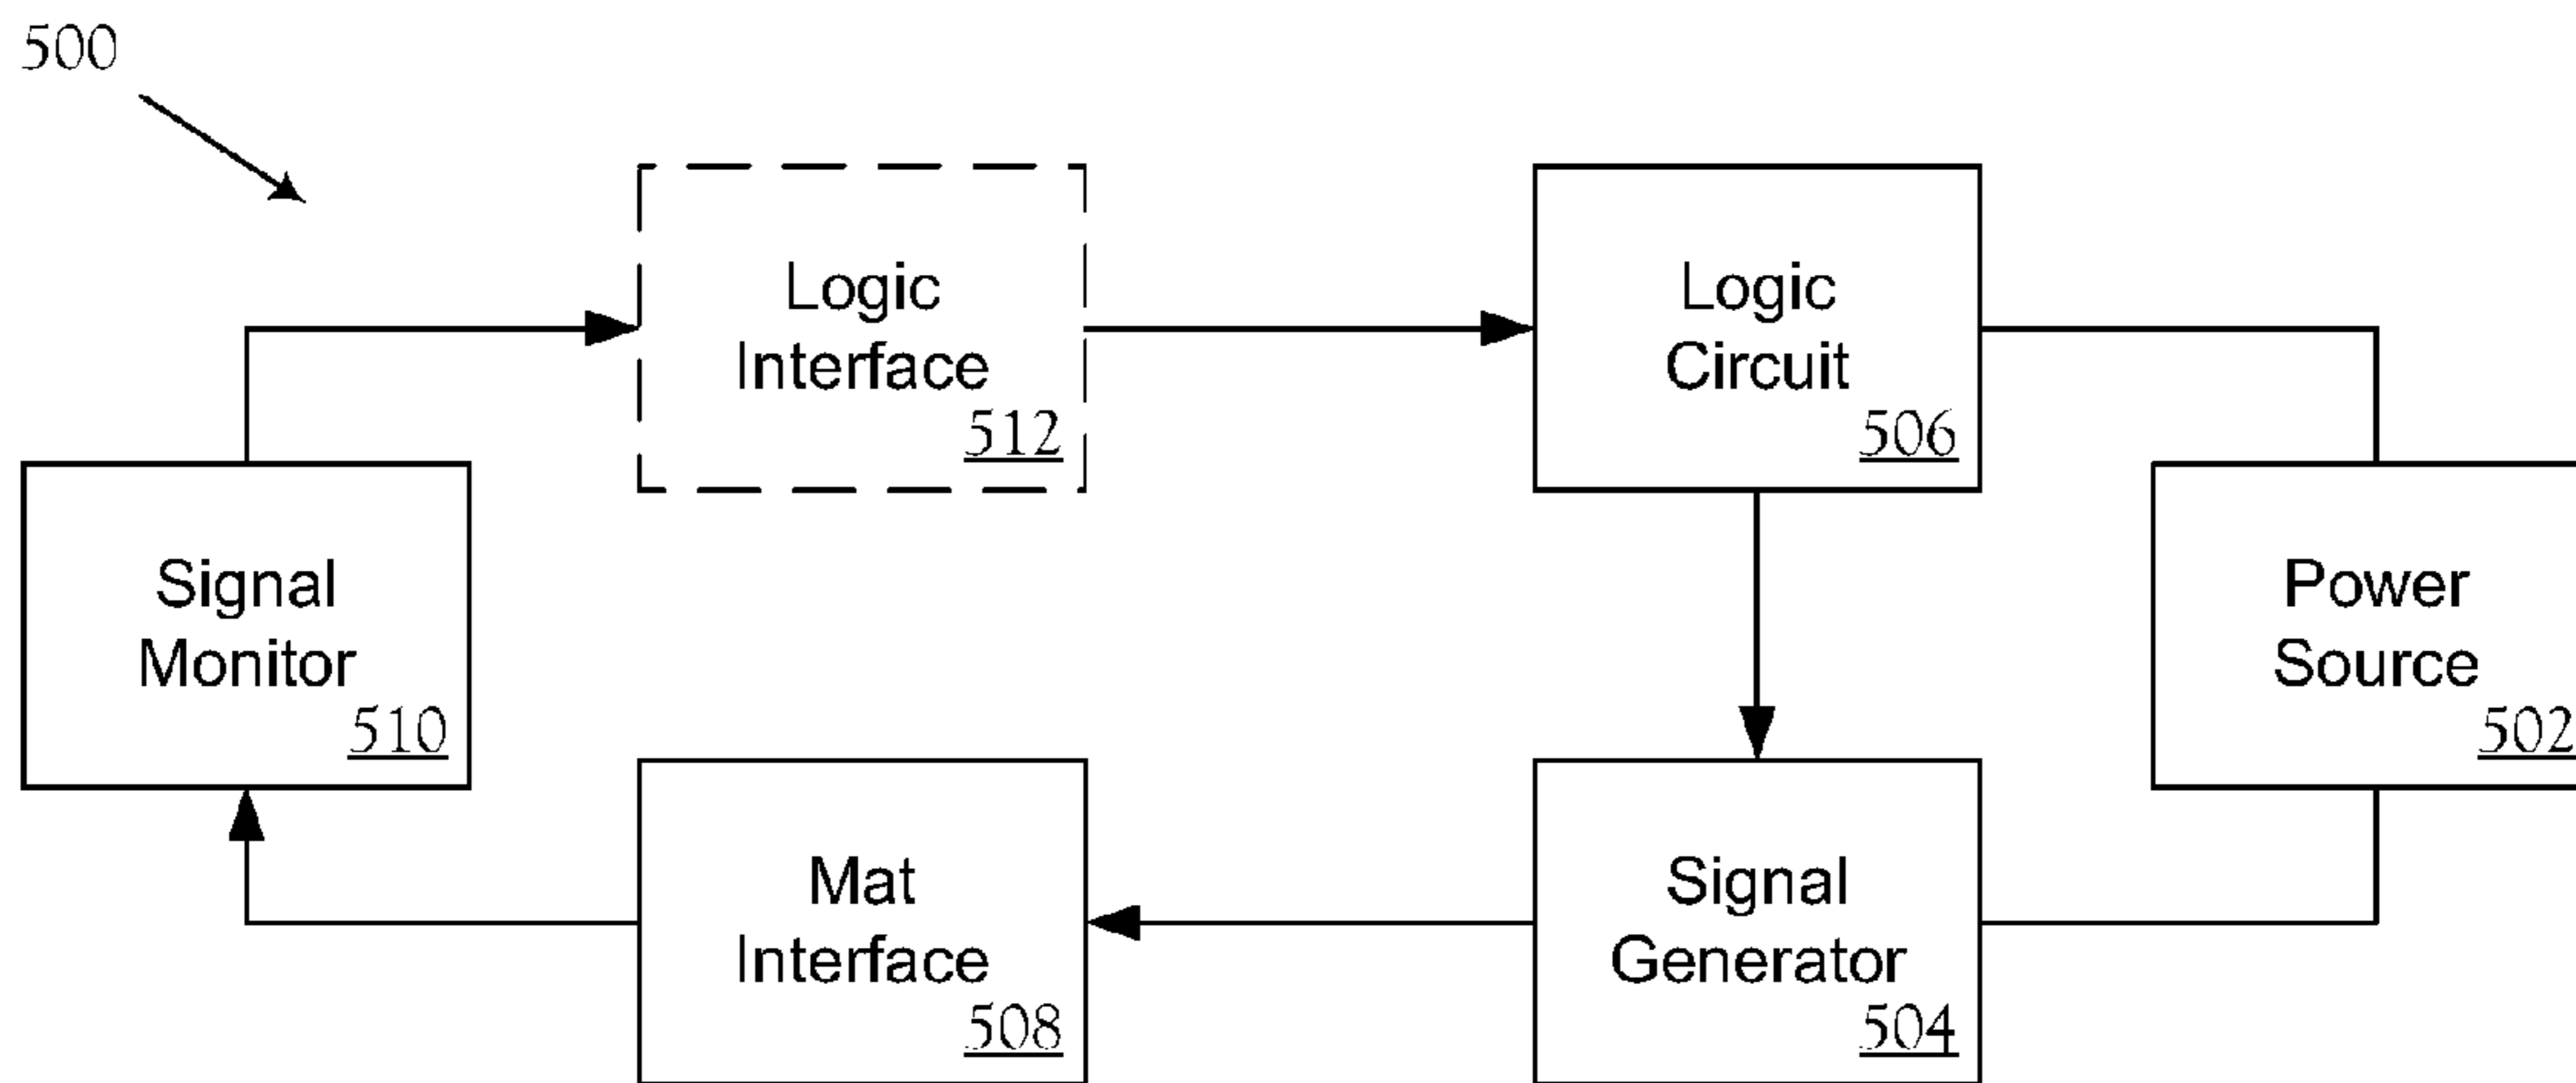 500
Logic
Interface
512
Logic
Circuit
506
Signal
Monitor
510
Power
Source
502
Mat
Interface
508
Signal
Generator
504